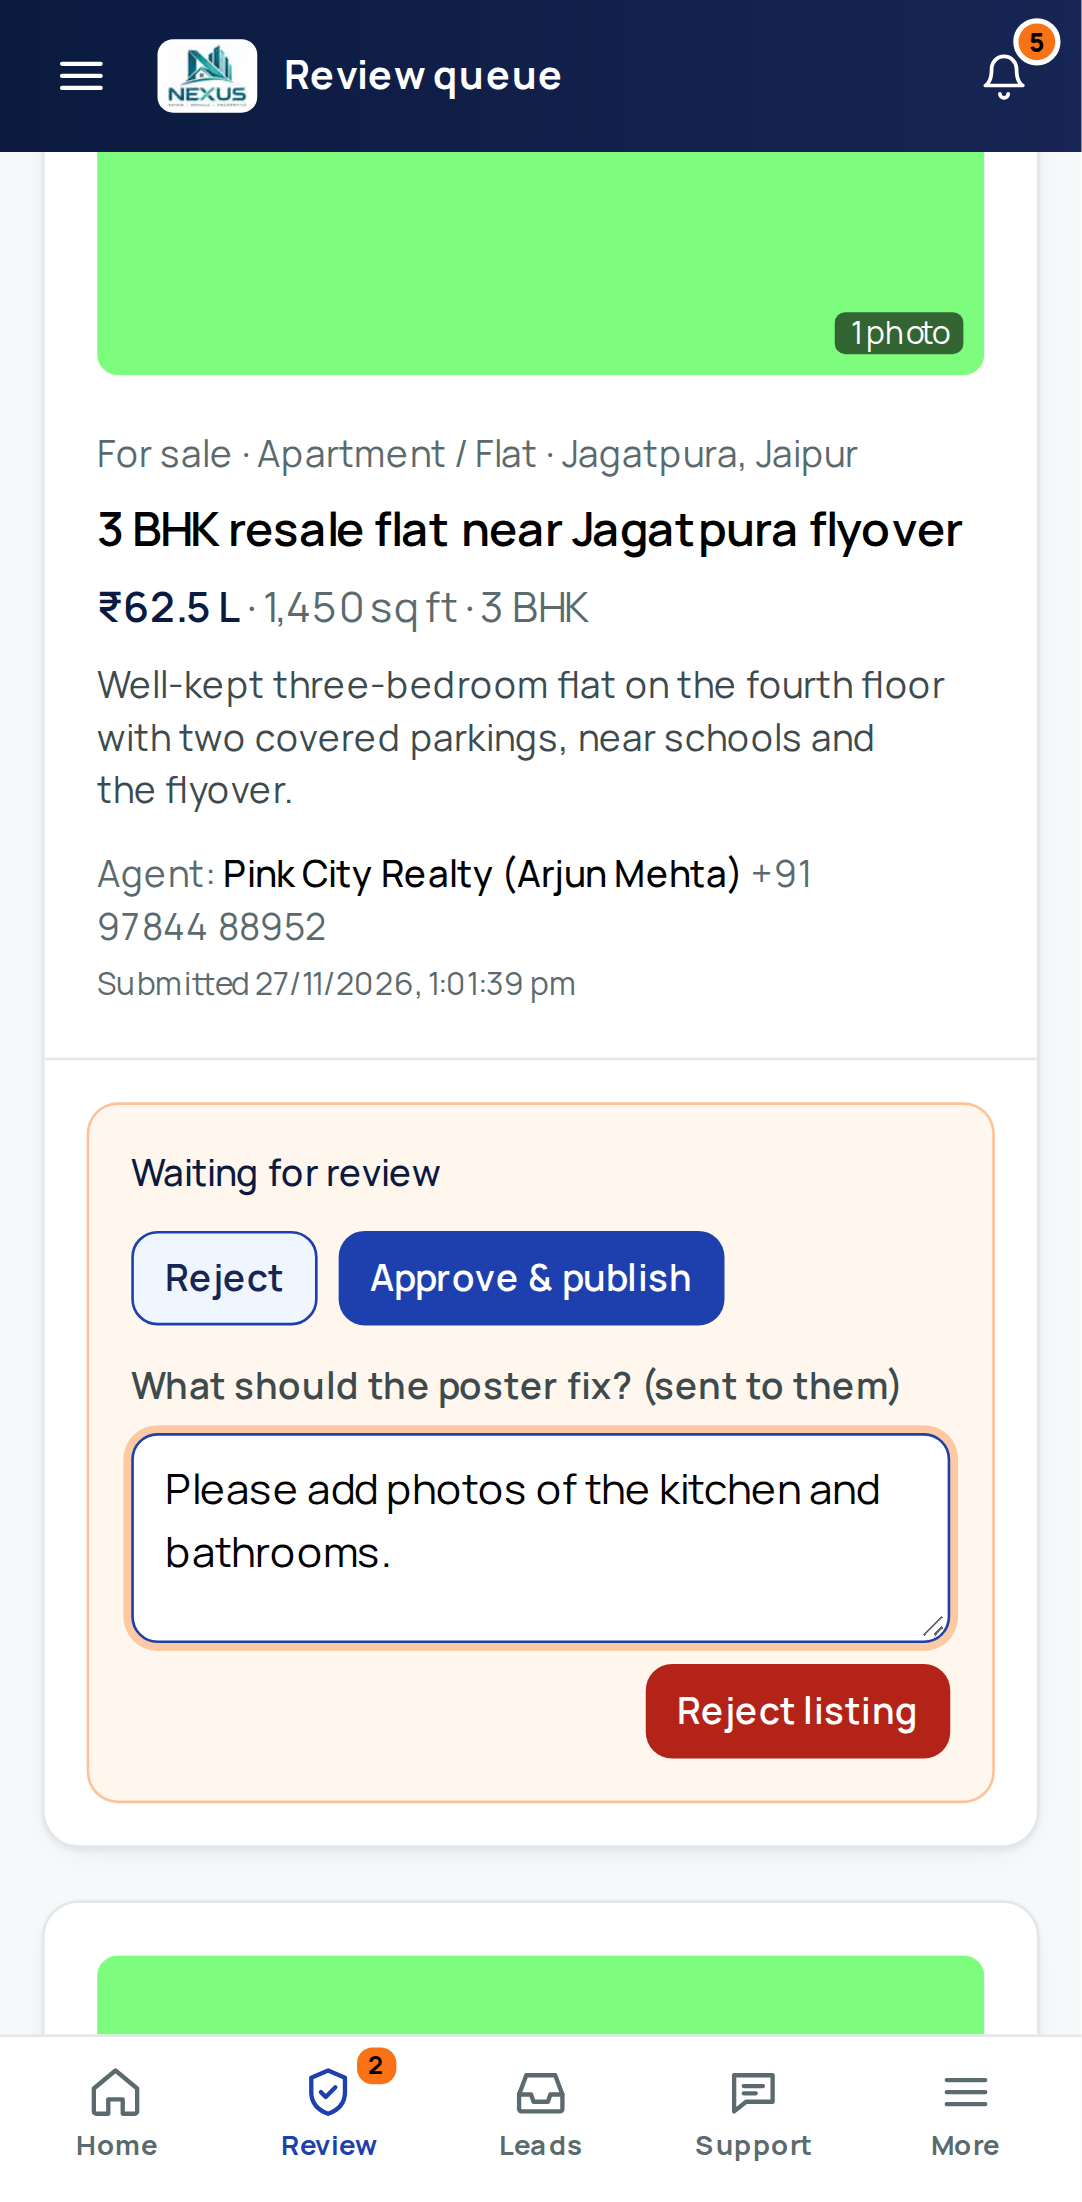 NEXUS
Review queue
5
1 photo
For sale · Apartment / Flat · Jagatpura, Jaipur
3 BHK resale flat near Jagatpura flyover
₹62.5 L · 1,450 sq ft · 3 BHK
Well-kept three-bedroom flat on the fourth floor
with two covered parkings, near schools and
the flyover.
Agent: Pink City Realty (Arjun Mehta) +91
97844 88952
Submitted 27/11/2026, 1:01:39 pm
Waiting for review
Reject
Approve & publish
What should the poster fix? (sent to them)
Please add photos of the kitchen and
bathrooms.
Reject listing
2
Home
Review
Leads
Support
More